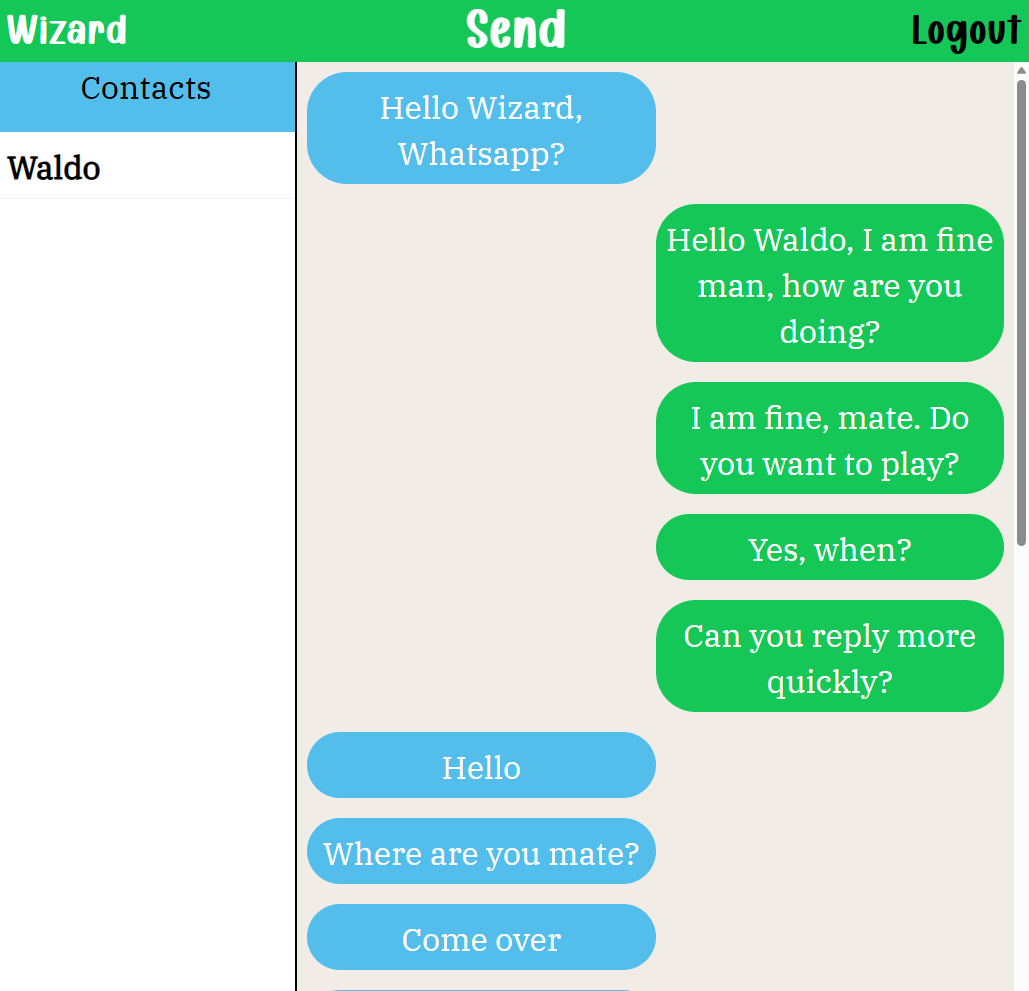 Wizard
Send
Logout
Contacts
Waldo
Hello Wizard,
Whatsapp?
Hello Waldo, I am fine
man, how are you
doing?
I am fine, mate. Do
you want to play?
Yes, when?
Can you reply more
quickly?
Hello
Where are you mate?
Come over